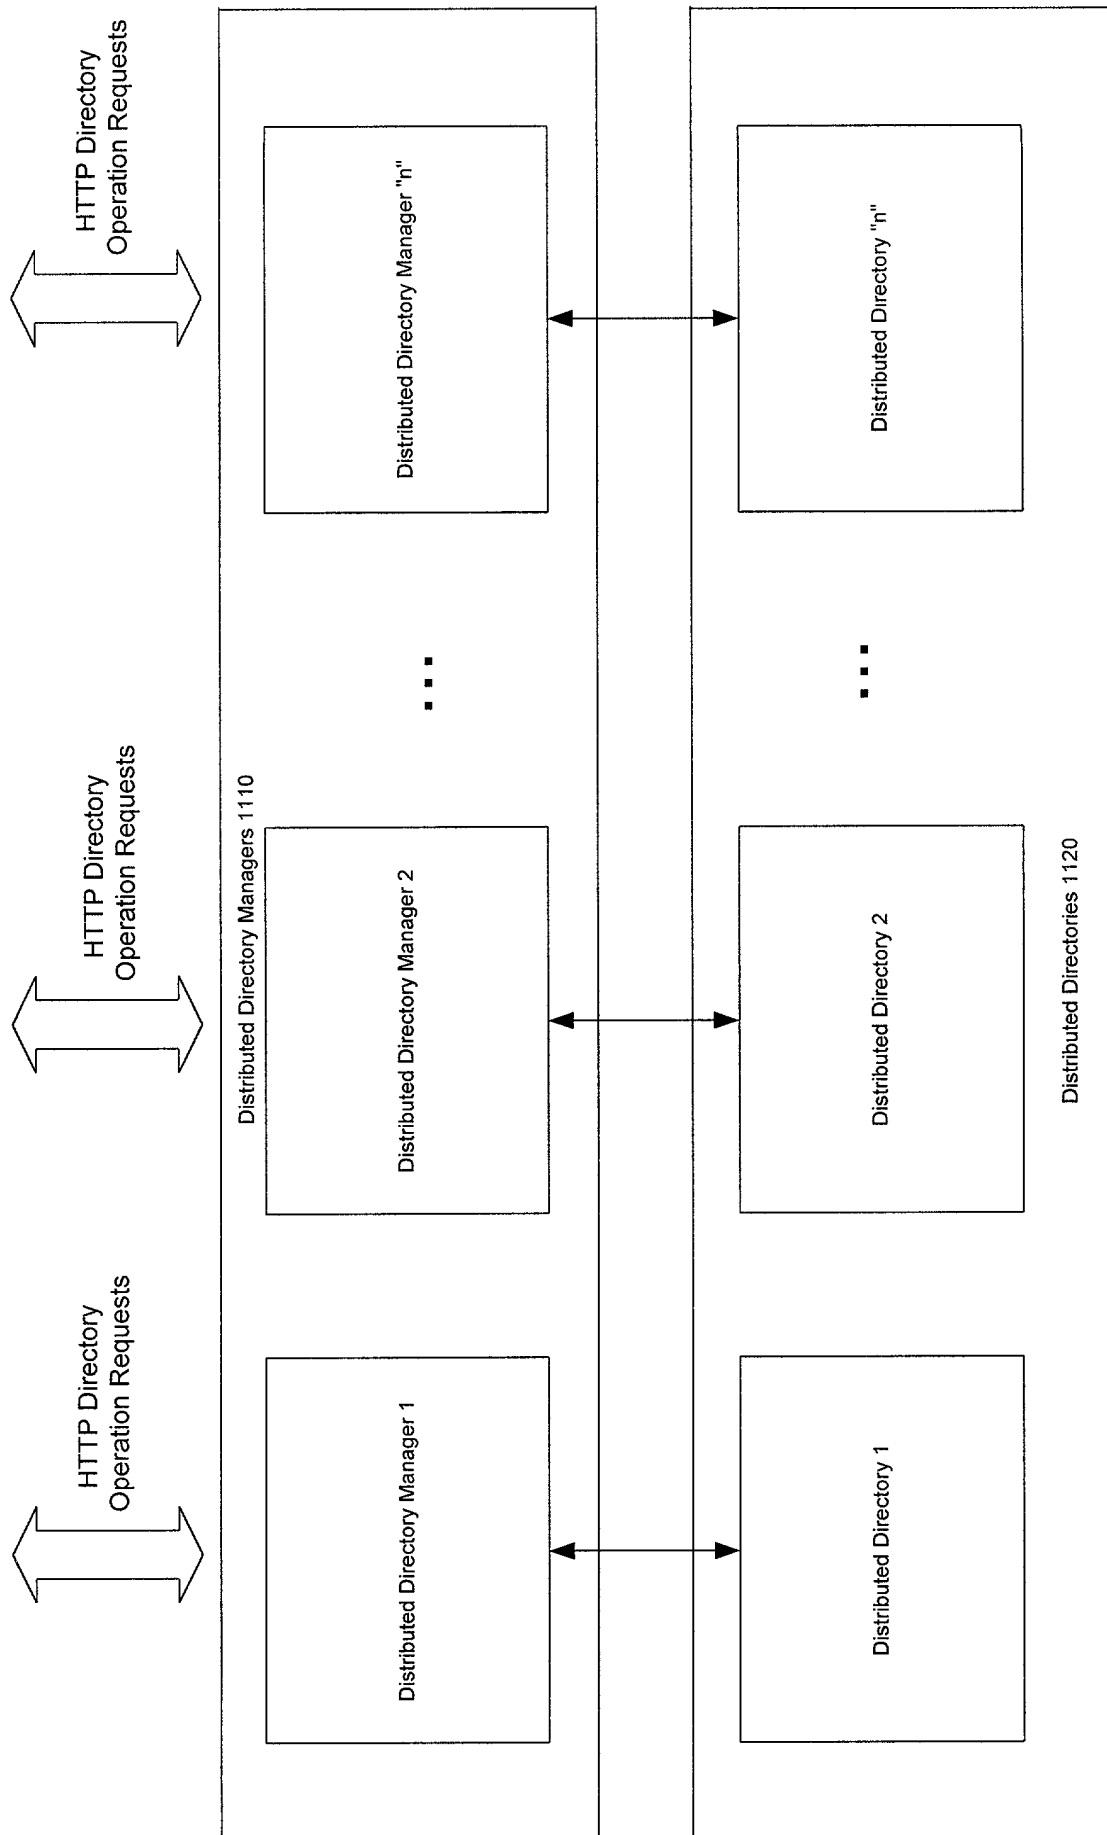 HTTP Directory
Operation Requests
HTTP Directory
Operation Requests
HTTP Directory
Operation Requests
Distributed Directory Managers 1110
Distributed Directory Manager 1
Distributed Directory Manager 2
...
Distributed Directory Manager "n"
Distributed Directory 1
Distributed Directory 2
...
Distributed Directory "n"
Distributed Directories 1120